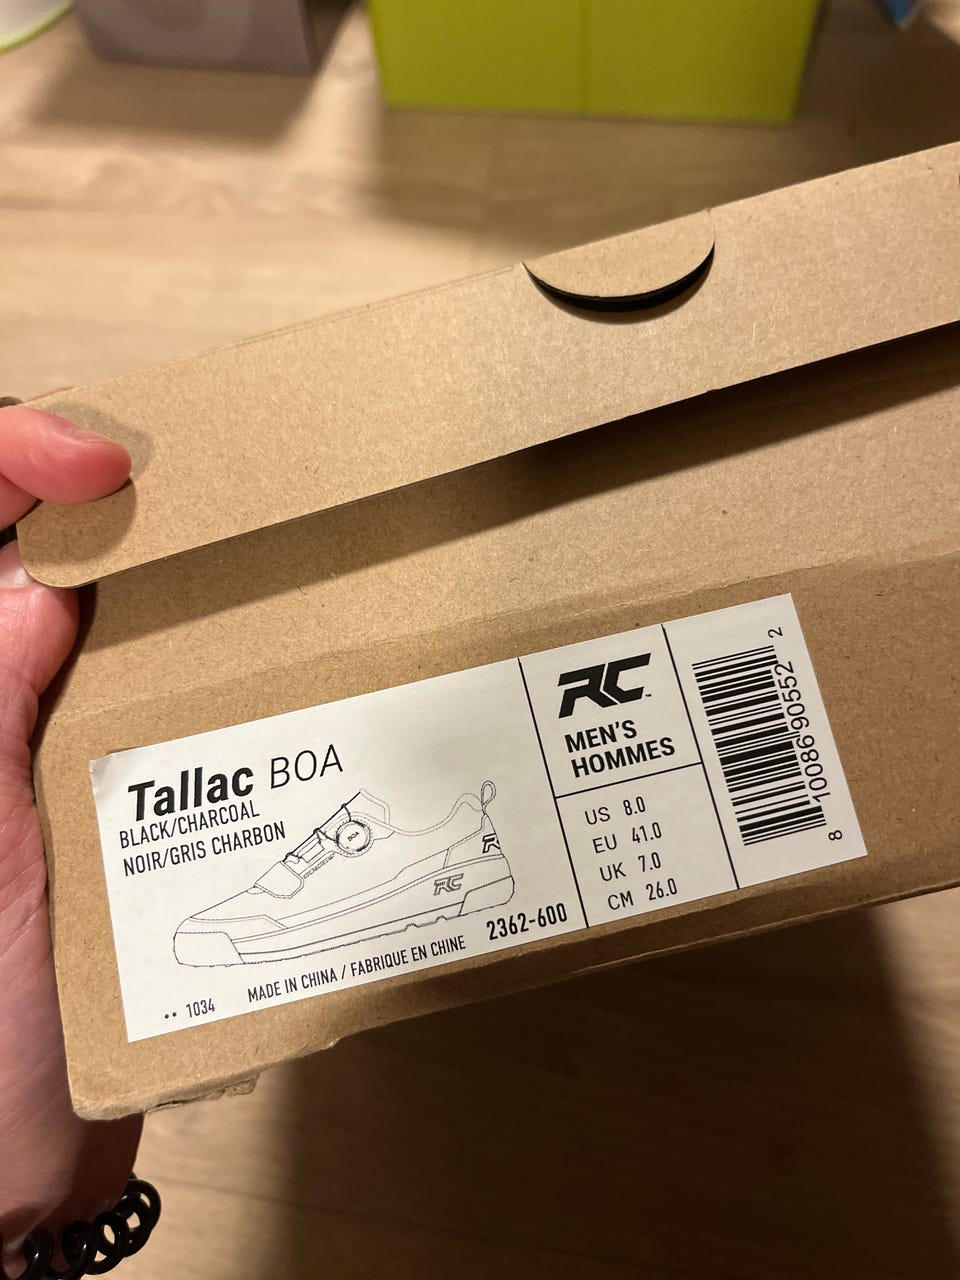 Tallac BOA
BLACK/CHARCOAL
NOIR/GRIS CHARBON
RC
2362-600
•• 1034 MADE IN CHINA / FABRIQUE EN CHINE
RC™
MEN'S
HOMMES
US 8.0
EU 41.0
UK 7.0
CM 26.0
8 10086 90552 2